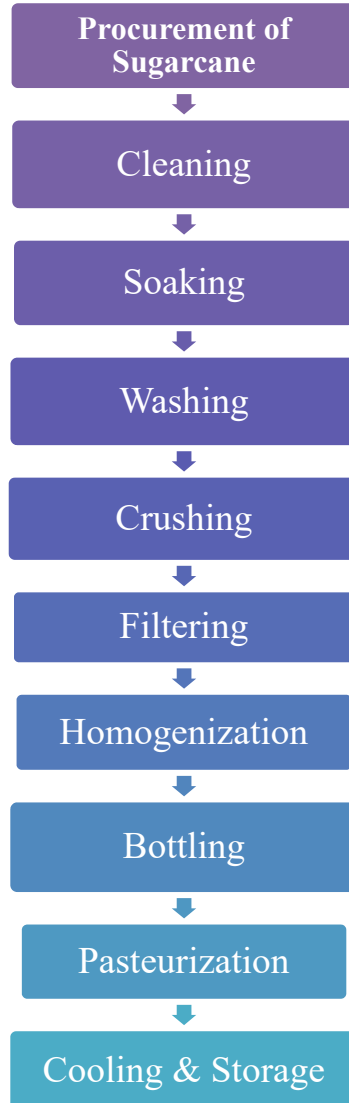 Procurement of
Sugarcane
Cleaning
Soaking
Washing
Crushing
Filtering
Homogenization
Bottling
Pasteurization
Cooling & Storage